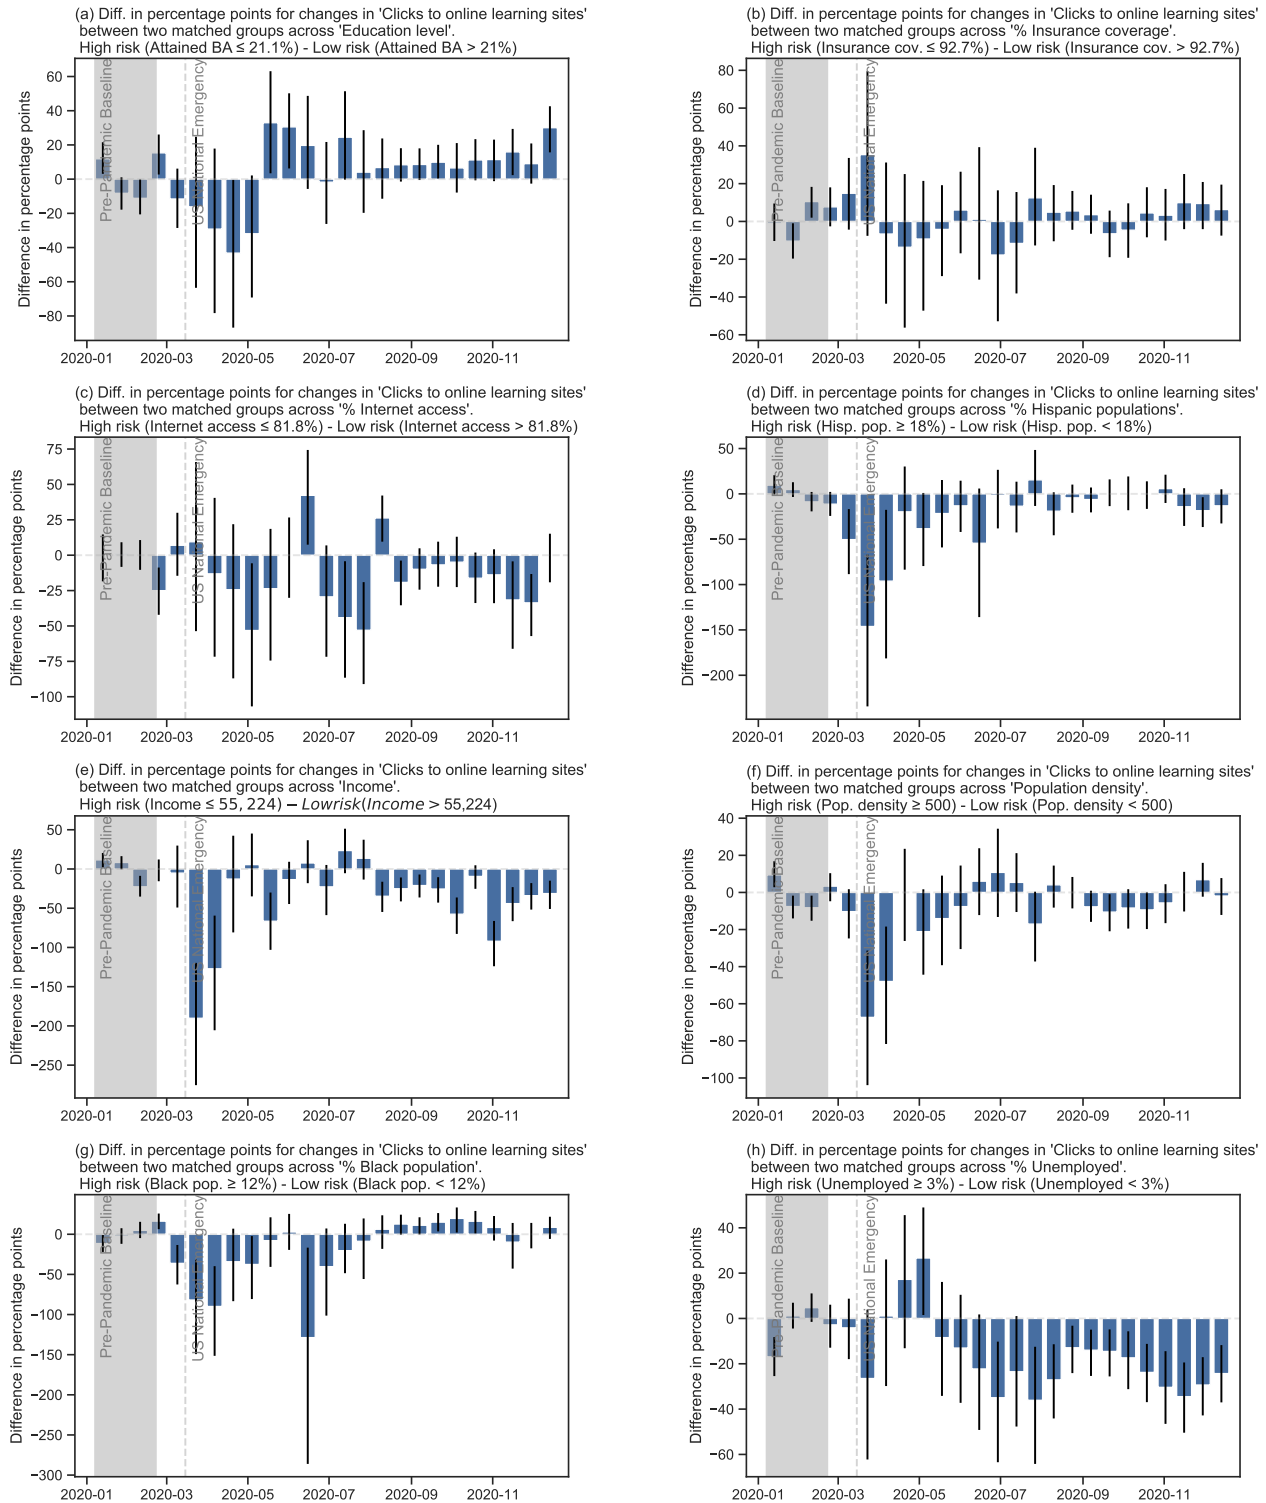 (a) Diff. in percentage points for changes in 'Clicks to online learning sites'
between two matched groups across 'Education level'.
High risk (Attained BA ≤ 21.1%) - Low risk (Attained BA > 21%)
Difference in percentage points
60
40
20
0
−20
−40
−60
−80
Pre-Pandemic Baseline
US National Emergency
2020-01
2020-03
2020-05
2020-07
2020-09
2020-11
(b) Diff. in percentage points for changes in 'Clicks to online learning sites'
between two matched groups across '% Insurance coverage'.
High risk (Insurance cov. ≤ 92.7%) - Low risk (Insurance cov. > 92.7%)
Difference in percentage points
80
60
40
20
0
−20
−40
−60
Pre-Pandemic Baseline
US National Emergency
2020-01
2020-03
2020-05
2020-07
2020-09
2020-11
(c) Diff. in percentage points for changes in 'Clicks to online learning sites'
between two matched groups across '% Internet access'.
High risk (Internet access ≤ 81.8%) - Low risk (Internet access > 81.8%)
Difference in percentage points
75
50
25
0
−25
−50
−75
−100
Pre-Pandemic Baseline
US National Emergency
2020-01
2020-03
2020-05
2020-07
2020-09
2020-11
(d) Diff. in percentage points for changes in 'Clicks to online learning sites'
between two matched groups across '% Hispanic populations'.
High risk (Hisp. pop. ≥ 18%) - Low risk (Hisp. pop. < 18%)
Difference in percentage points
50
0
−50
−100
−150
−200
Pre-Pandemic Baseline
US National Emergency
2020-01
2020-03
2020-05
2020-07
2020-09
2020-11
(e) Diff. in percentage points for changes in 'Clicks to online learning sites'
between two matched groups across 'Income'.
High risk (Income ≤ 55, 224) − Lowrisk(Income > 55,224)
Difference in percentage points
50
0
−50
−100
−150
−200
−250
Pre-Pandemic Baseline
US National Emergency
2020-01
2020-03
2020-05
2020-07
2020-09
2020-11
(f) Diff. in percentage points for changes in 'Clicks to online learning sites'
between two matched groups across 'Population density'.
High risk (Pop. density ≥ 500) - Low risk (Pop. density < 500)
Difference in percentage points
40
20
0
−20
−40
−60
−80
−100
Pre-Pandemic Baseline
US National Emergency
2020-01
2020-03
2020-05
2020-07
2020-09
2020-11
(g) Diff. in percentage points for changes in 'Clicks to online learning sites'
between two matched groups across '% Black population'.
High risk (Black pop. ≥ 12%) - Low risk (Black pop. < 12%)
Difference in percentage points
0
−50
−100
−150
−200
−250
−300
Pre-Pandemic Baseline
US National Emergency
2020-01
2020-03
2020-05
2020-07
2020-09
2020-11
(h) Diff. in percentage points for changes in 'Clicks to online learning sites'
between two matched groups across '% Unemployed'.
High risk (Unemployed ≥ 3%) - Low risk (Unemployed < 3%)
Difference in percentage points
40
20
0
−20
−40
−60
Pre-Pandemic Baseline
US National Emergency
2020-01
2020-03
2020-05
2020-07
2020-09
2020-11